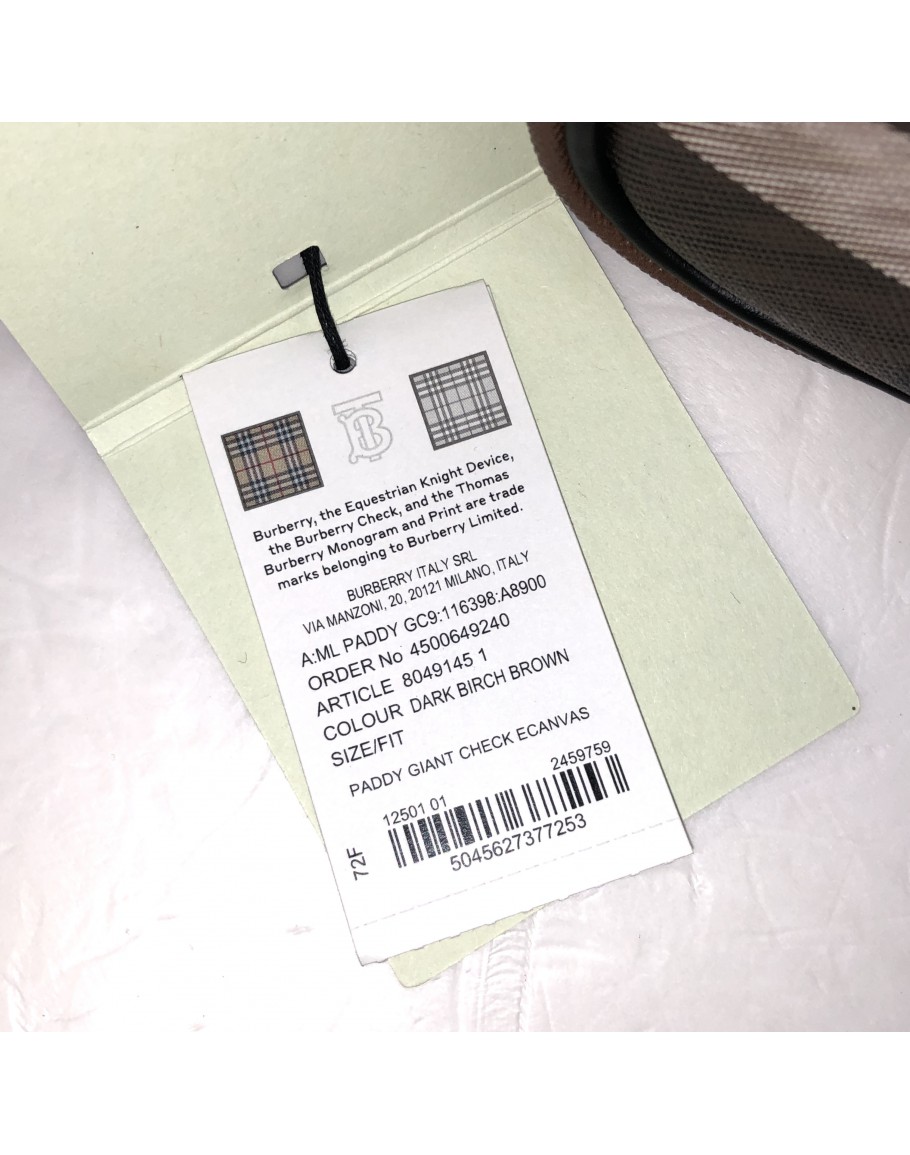 TB
Burberry, the Equestrian Knight Device,
the Burberry Check, and the Thomas
Burberry Monogram and Print are trade
marks belonging to Burberry Limited.
BURBERRY ITALY SRL
VIA MANZONI, 20, 20121 MILANO, ITALY
A:ML PADDY GC9:116398:A8900
ORDER No 4500649240
ARTICLE 8049145 1
COLOUR DARK BIRCH BROWN
SIZE/FIT
PADDY GIANT CHECK ECANVAS
12501 01 2459759
72F
5045627377253